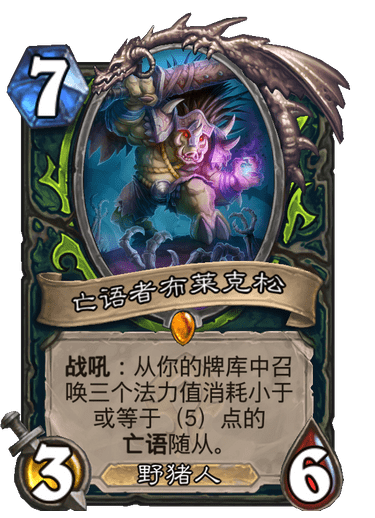 7
亡语者布莱克松
战吼：从你的牌库中召
唤三个法力值消耗小于
或等于（5）点的
亡语随从。
野猪人
3
6